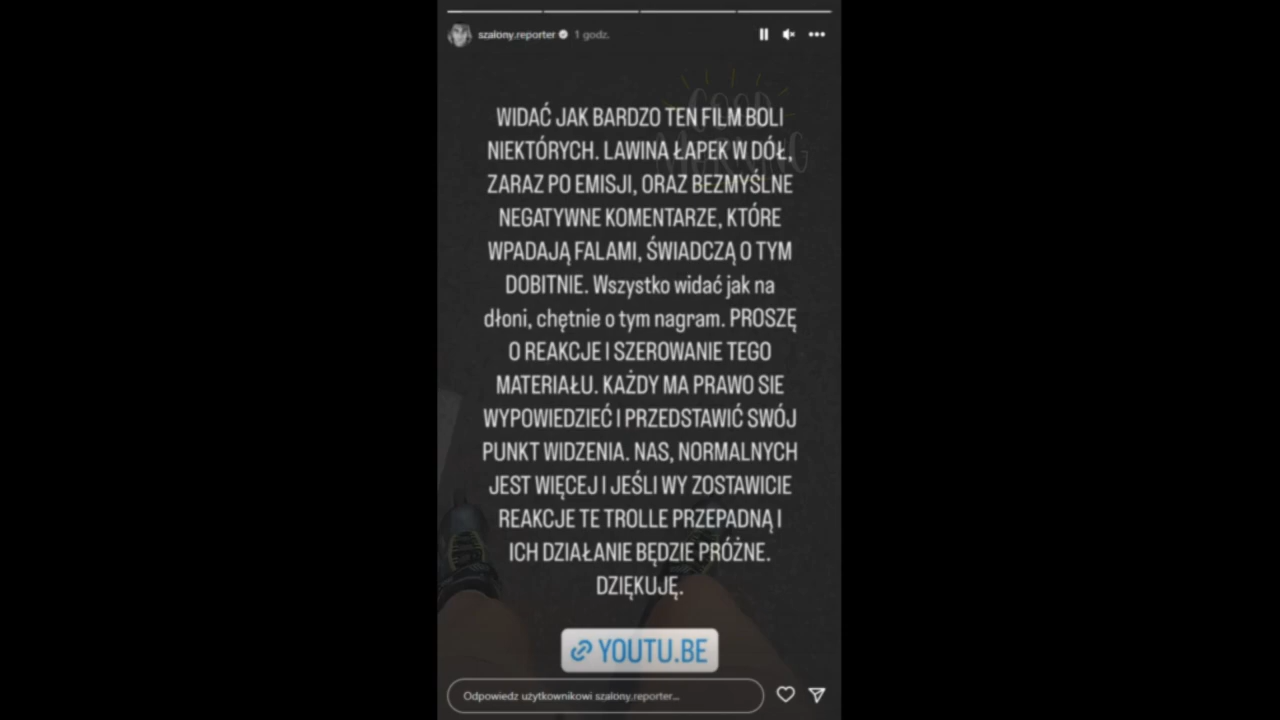 szalony.reporter 1 godz.
GOOD
MORNING
WIDAĆ JAK BARDZO TEN FILM BOLI
NIEKTÓRYCH. LAWINA ŁAPEK W DÓŁ,
ZARAZ PO EMISJI, ORAZ BEZMYŚLNE
NEGATYWNE KOMENTARZE, KTÓRE
WPADAJĄ FALAMI, ŚWIADCZĄ O TYM
DOBITNIE. Wszystko widać jak na
dłoni, chętnie o tym nagram. PROSZĘ
O REAKCJE I SZEROWANIE TEGO
MATERIAŁU. KAŻDY MA PRAWO SIE
WYPOWIEDZIEĆ I PRZEDSTAWIĆ SWÓJ
PUNKT WIDZENIA. NAS, NORMALNYCH
JEST WIĘCEJ I JEŚLI WY ZOSTAWICIE
REAKCJE TE TROLLE PRZEPADNĄ I
ICH DZIAŁANIE BĘDZIE PRÓŻNE.
DZIĘKUJĘ.
YOUTU.BE
Odpowiedz użytkownikowi szalony.reporter...